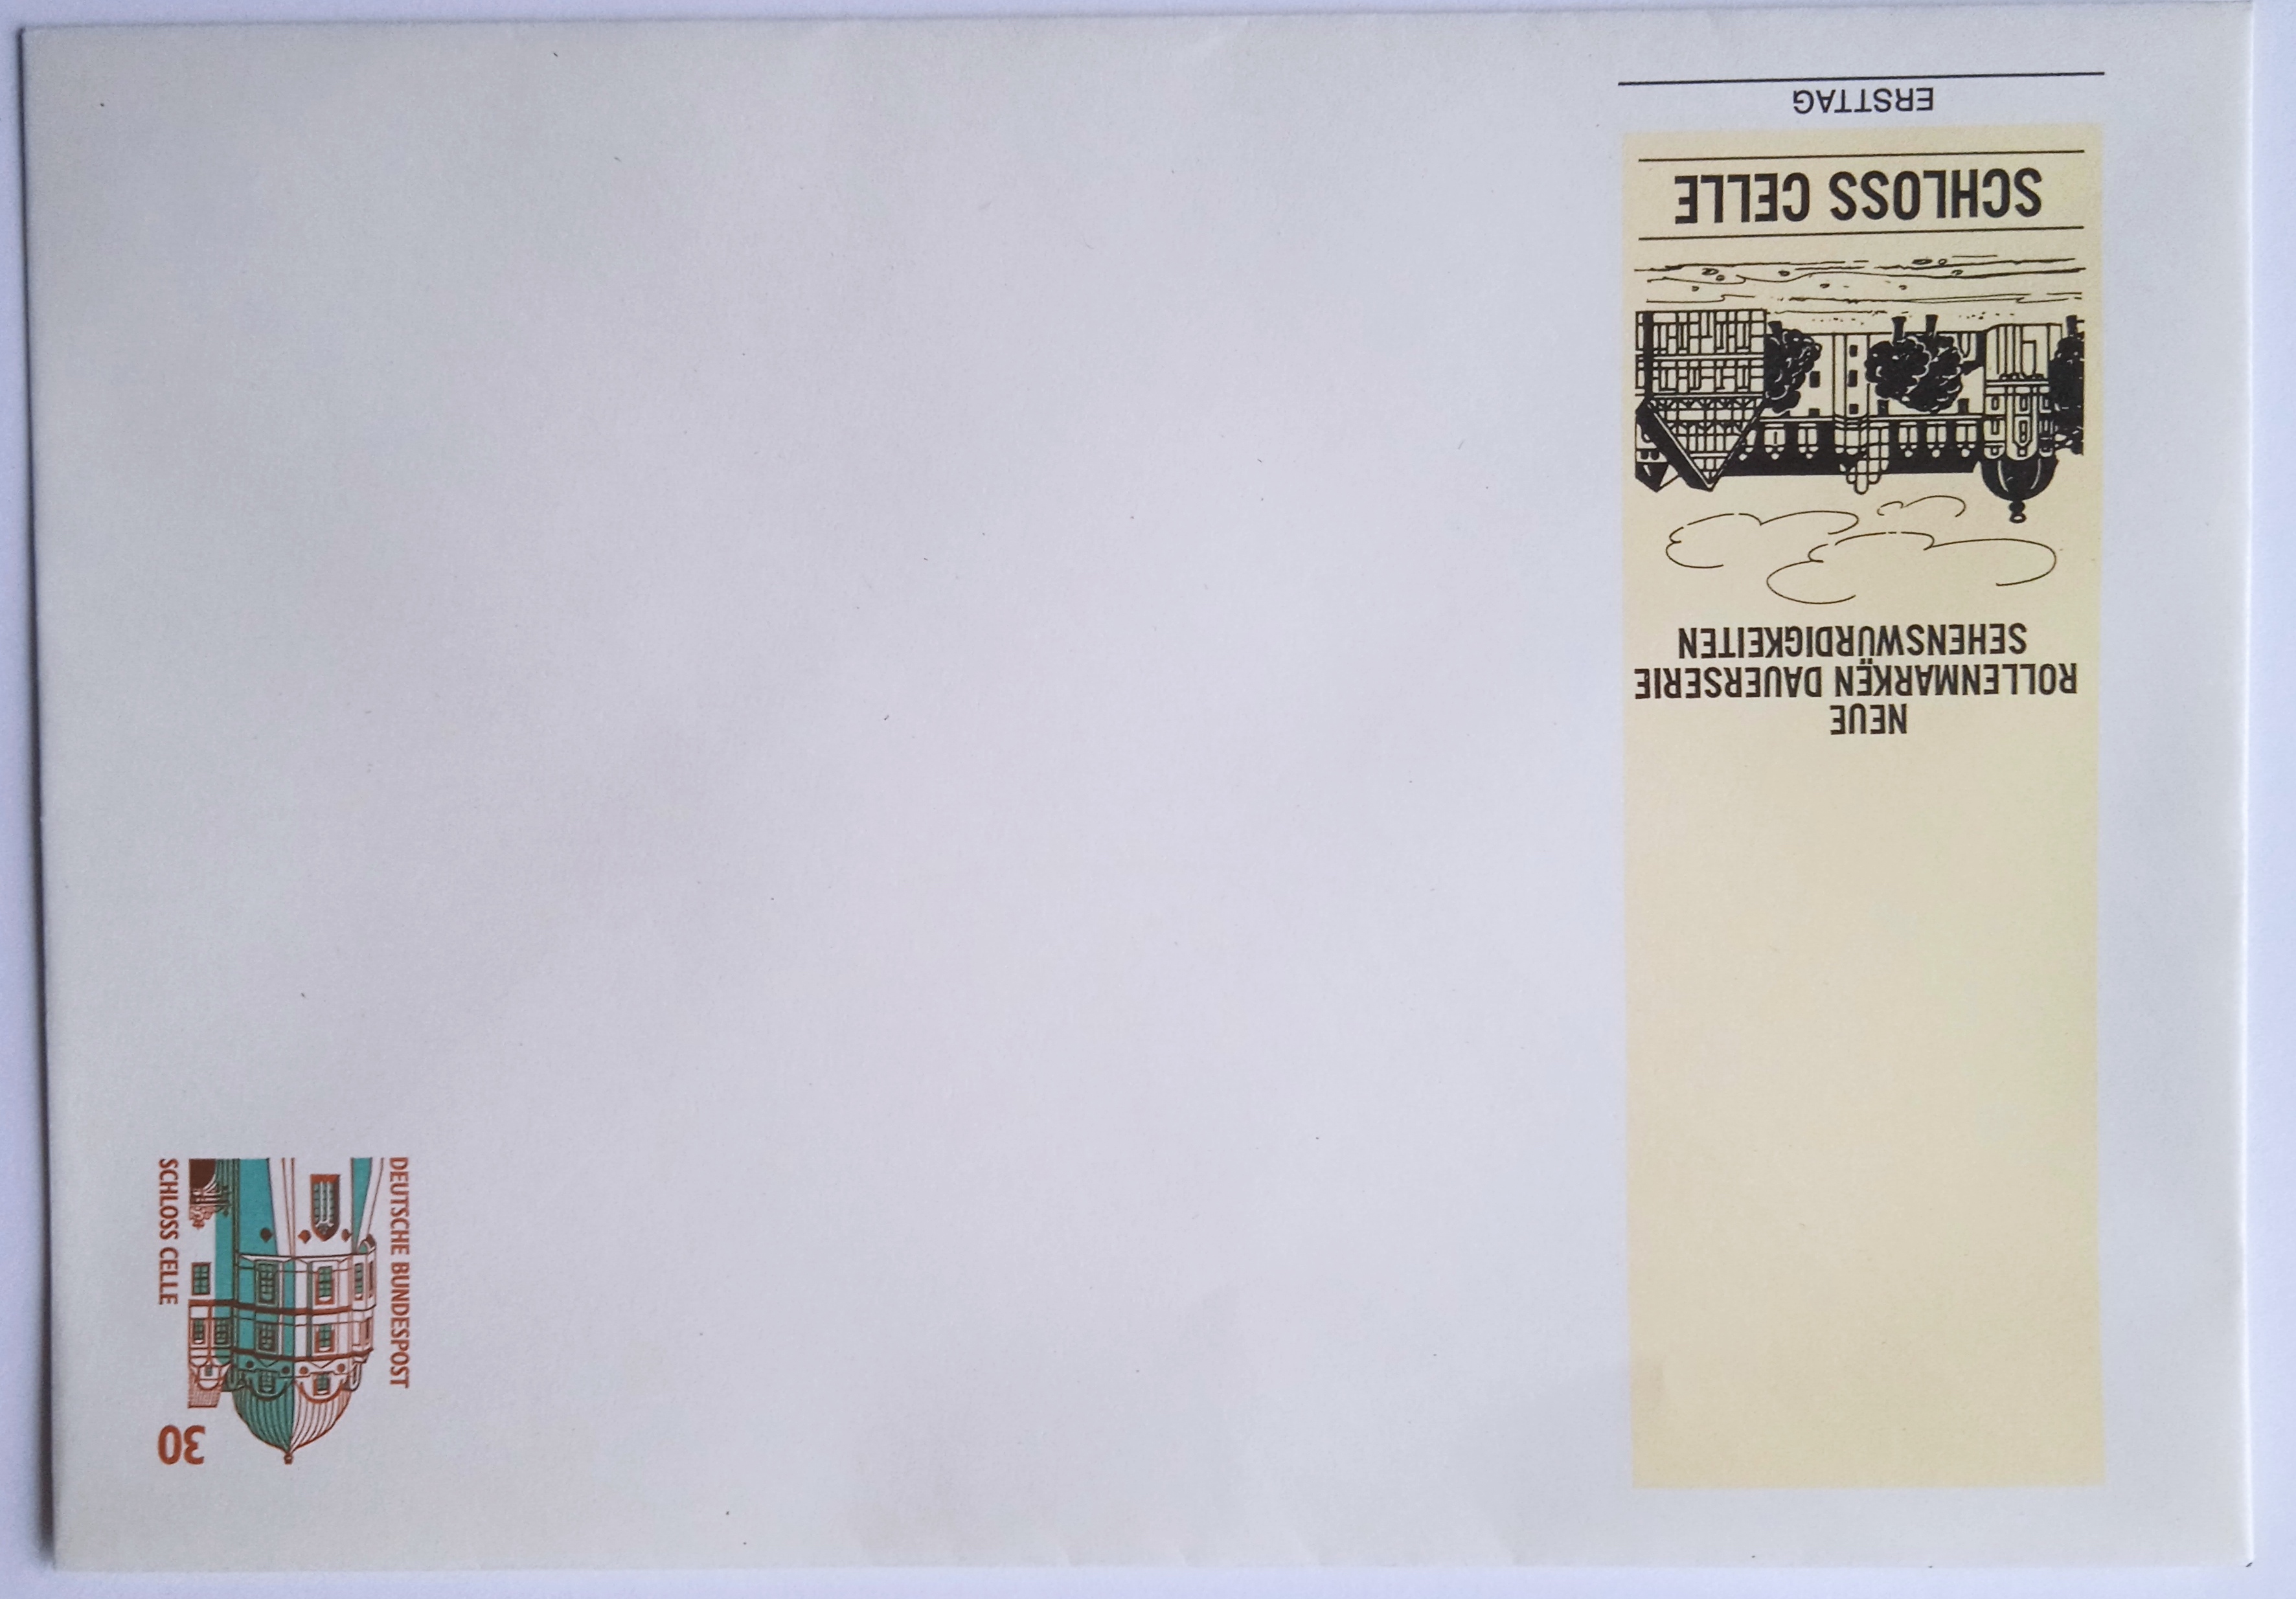 NEUE
ROLLENMARKEN DAUERSERIE
SEHENSWÜRDIGKEITEN
SCHLOSS CELLE
ERSTTAG
30
DEUTSCHE BUNDESPOST
SCHLOSS CELLE